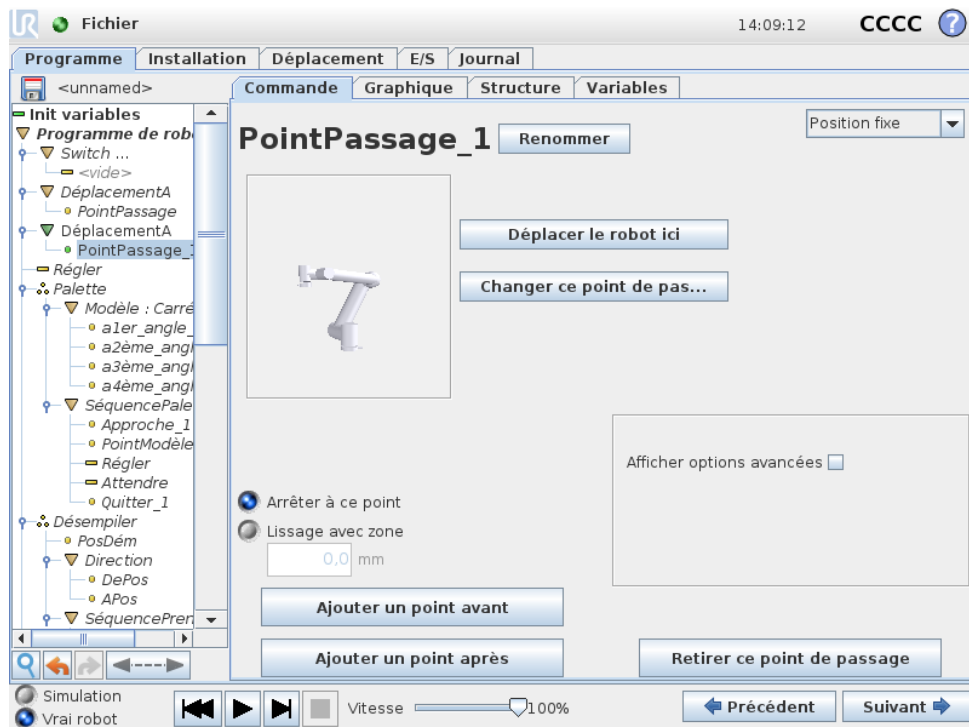 UR Fichier 14:09:12 CCCC ?
Programme Installation Déplacement E/S Journal
<unnamed>
Commande Graphique Structure Variables
Init variables
Programme de rob
Switch ...
<vide>
DéplacementA
PointPassage
DéplacementA
PointPassage_1
Régler
Palette
Modèle : Carré
a1er_angle_
a2ème_angl
a3ème_angl
a4ème_angl
SéquencePale
Approche_1
PointModèle
Régler
Attendre
Quitter_1
Désempiler
PosDém
Direction
DePos
APos
SéquencePren
PointPassage_1 Renommer
Position fixe
Déplacer le robot ici
Changer ce point de pas...
Afficher options avancées
Arrêter à ce point
Lissage avec zone
0,0 mm
Ajouter un point avant
Ajouter un point après
Retirer ce point de passage
Simulation
Vrai robot
Vitesse 100%
Précédent Suivant